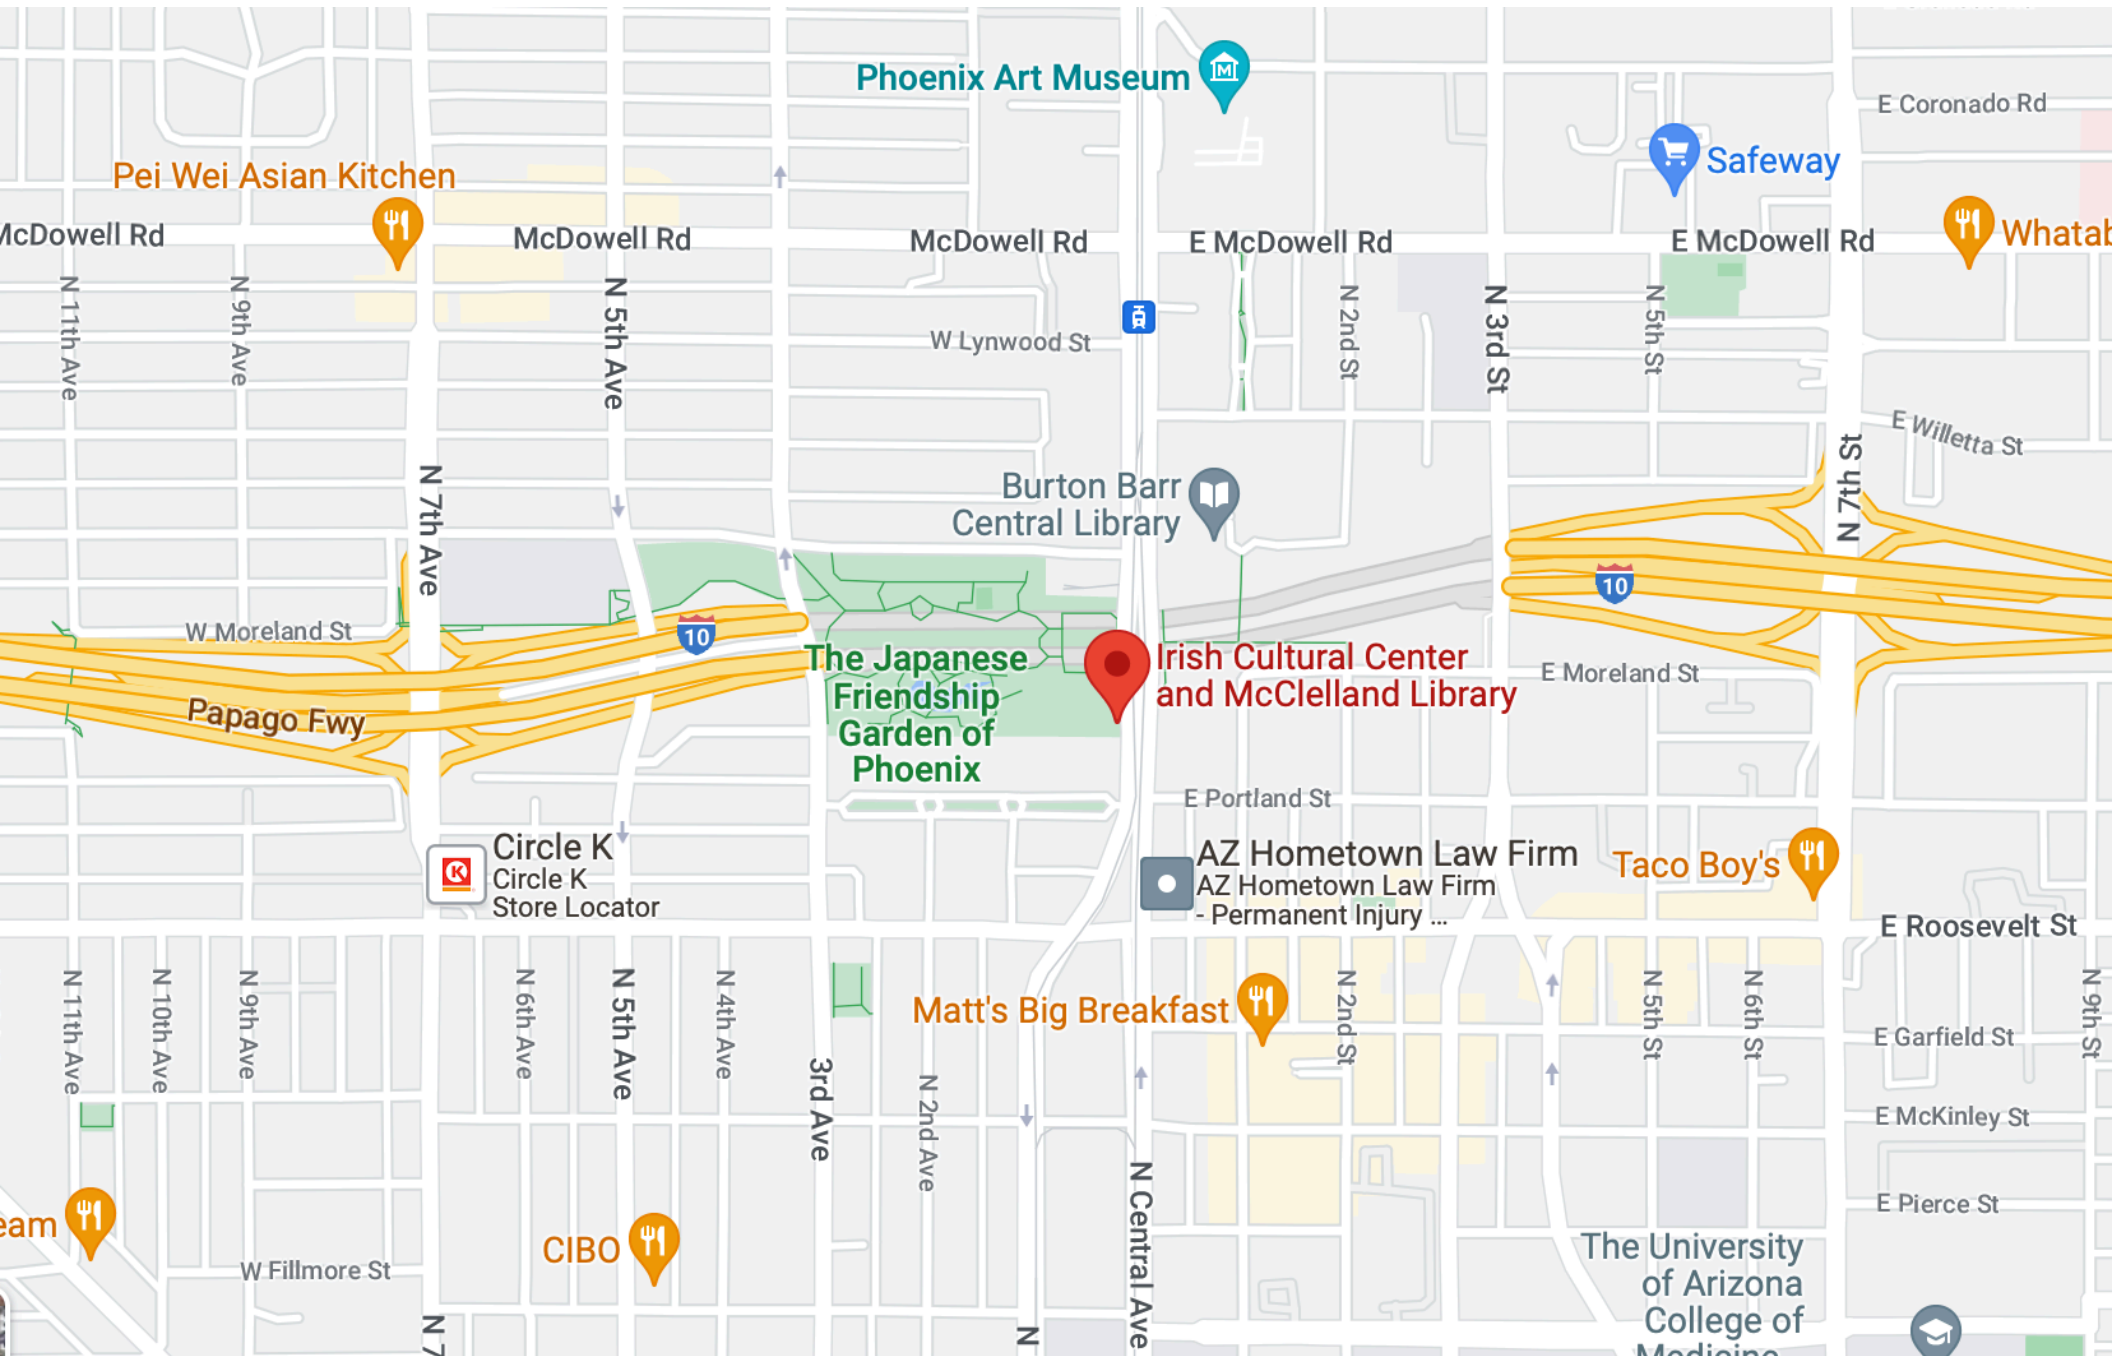 Phoenix Art Museum
E Coronado Rd
Safeway
Pei Wei Asian Kitchen
McDowell Rd
McDowell Rd
McDowell Rd
E McDowell Rd
E McDowell Rd
Whatab
N 11th Ave
N 9th Ave
N 5th Ave
N 2nd St
N 3rd St
N 5th St
W Lynwood St
E Willetta St
N 7th Ave
N 7th St
Burton Barr
Central Library
10
10
W Moreland St
The Japanese
Friendship
Garden of
Phoenix
Irish Cultural Center
and McClelland Library
E Moreland St
Papago Fwy
E Portland St
Circle K
Circle K
Store Locator
AZ Hometown Law Firm
AZ Hometown Law Firm
- Permanent Injury ...
Taco Boy's
E Roosevelt St
N 11th Ave
N 10th Ave
N 9th Ave
N 6th Ave
N 5th Ave
N 4th Ave
3rd Ave
N 2nd Ave
Matt's Big Breakfast
N 2nd St
N 5th St
N 6th St
N 9th St
E Garfield St
E McKinley St
E Pierce St
N Central Ave
eam
CIBO
W Fillmore St
The University
of Arizona
College of
Medicine
N 7
N